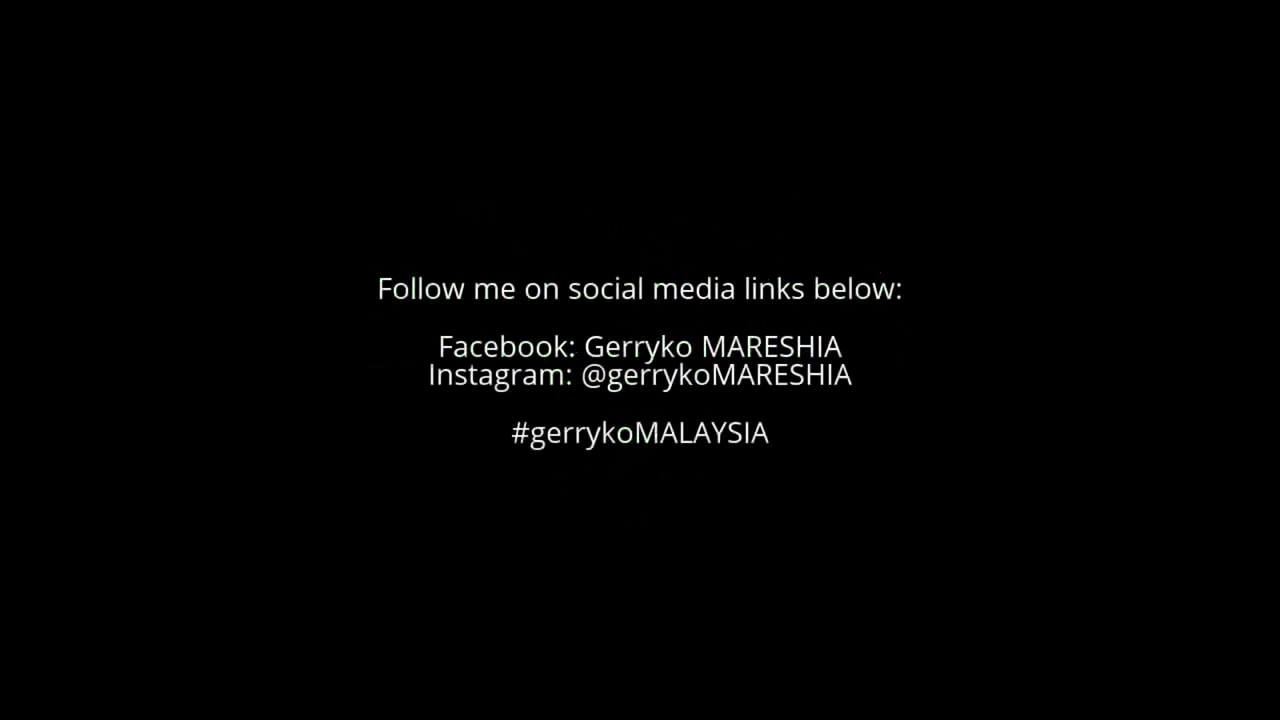 Follow me on social media links below:
Facebook: Gerryko MARESHIA
Instagram: @gerrykoMARESHIA
#gerrykoMALAYSIA